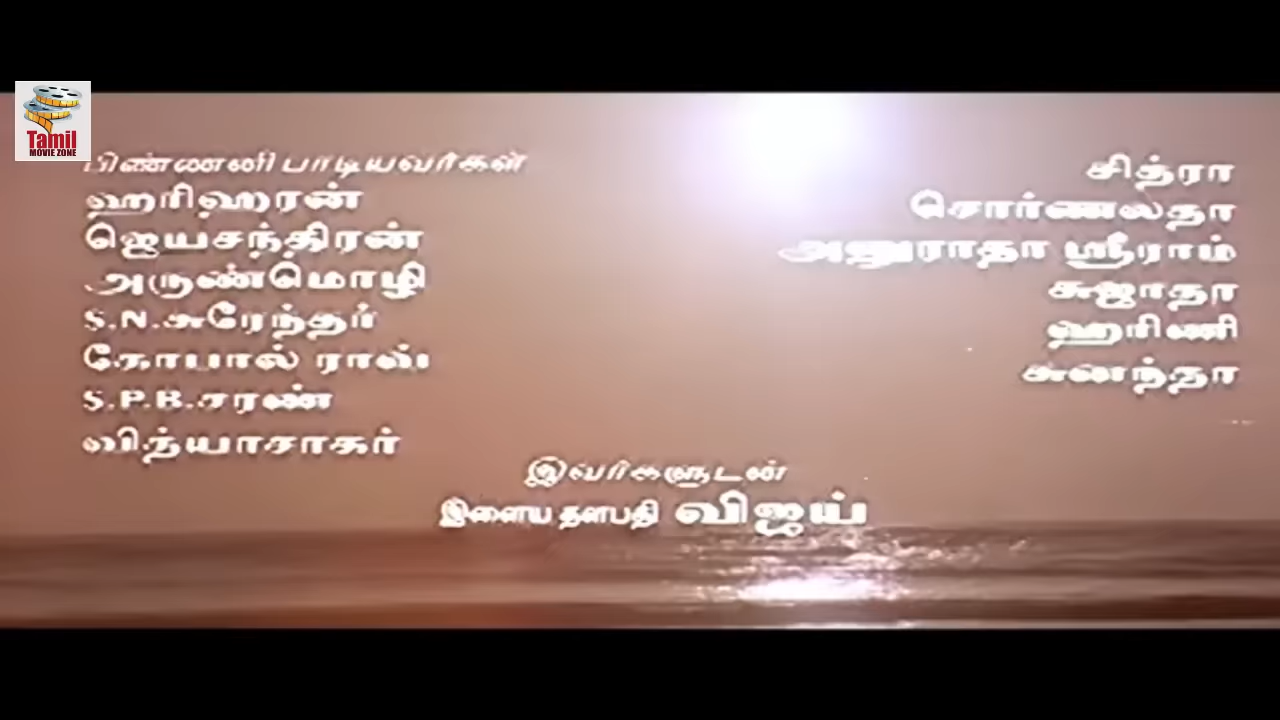 Tamil
MOVIE ZONE
பிண்ணனி பாடியவர்கள்
ஹரிஹரன்
ஜெயசந்திரன்
அருண்மொழி
S.N.சுரேந்தர்
கோபால் ராவ்
S.P.B.சரண்
வித்யாசாகர்
சித்ரா
சொர்ணலதா
அனுராதா ஸ்ரீராம்
சுஜாதா
ஹரிணி
சுனந்தா
இவர்களுடன்
இளைய தளபதி விஜய்